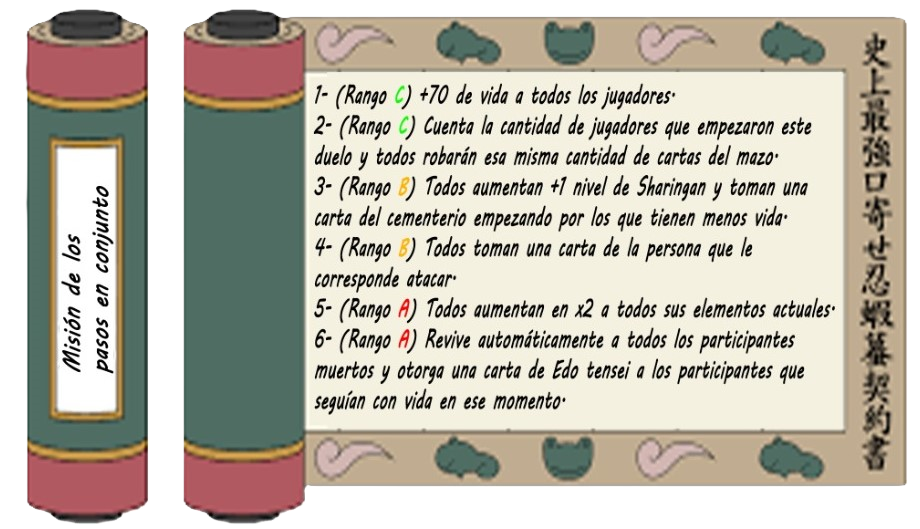 Misión de los
pasos en conjunto
1- (Rango C) +70 de vida a todos los jugadores.
2- (Rango C) Cuenta la cantidad de jugadores que empezaron este
duelo y todos robarán esa misma cantidad de cartas del mazo.
3- (Rango B) Todos aumentan +1 nivel de Sharingan y toman una
carta del cementerio empezando por los que tienen menos vida.
4- (Rango B) Todos toman una carta de la persona que le
corresponde atacar.
5- (Rango A) Todos aumentan en x2 a todos sus elementos actuales.
6- (Rango A) Revive automáticamente a todos los participantes
muertos y otorga una carta de Edo tensei a los participantes que
seguían con vida en ese momento.
史上最強口寄せ忍蝦蟇契約書